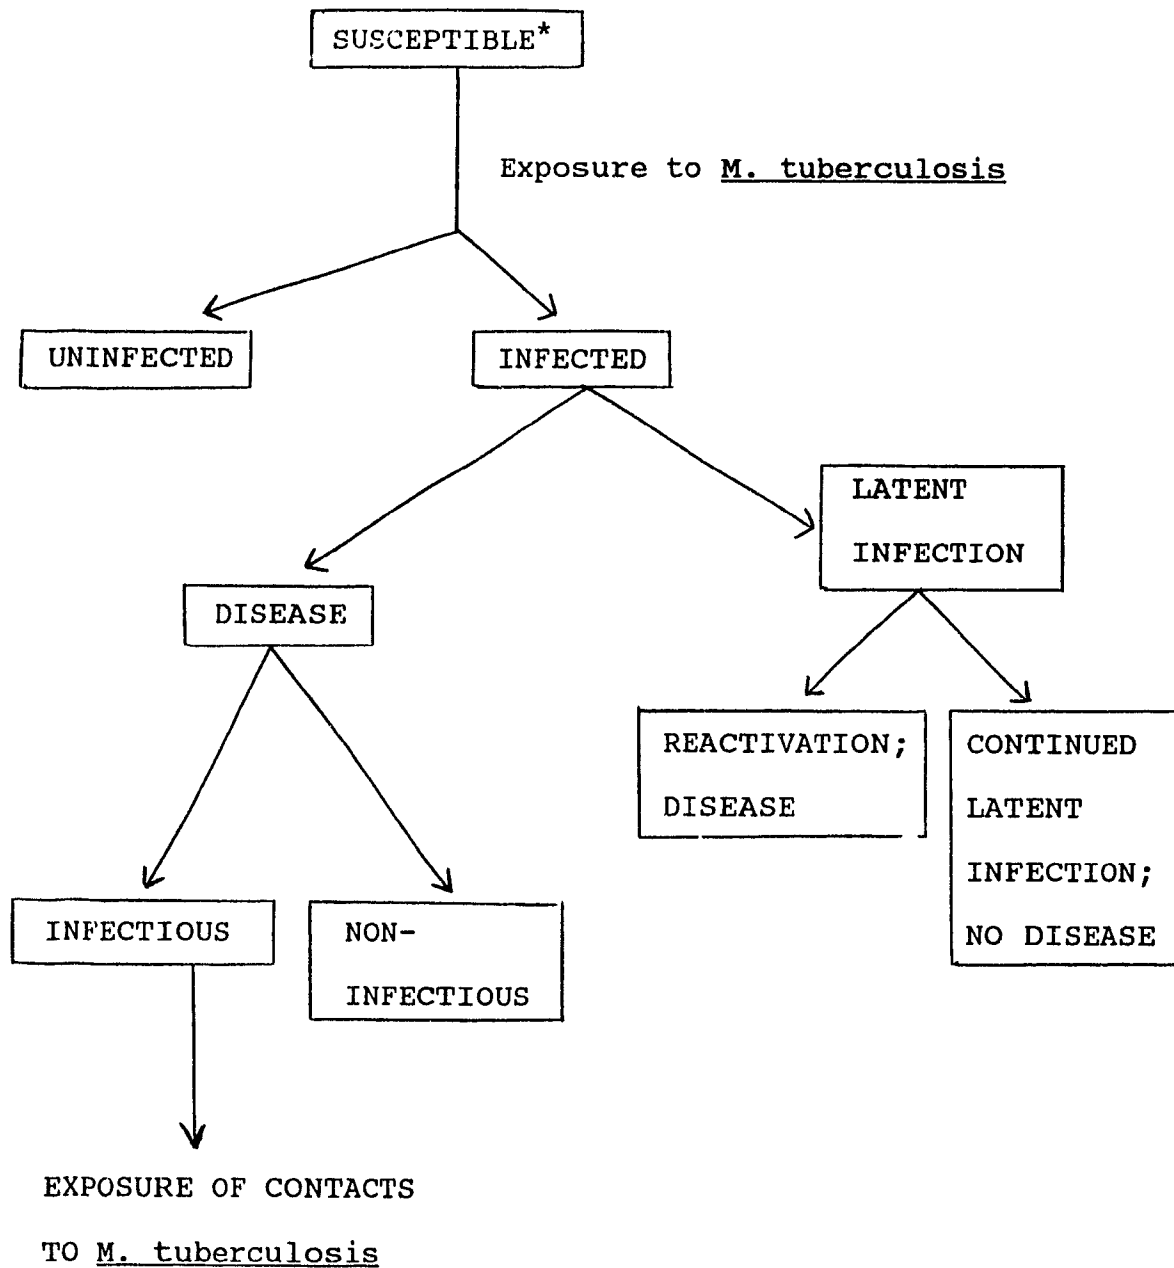 SUSCEPTIBLE*
Exposure to M. tuberculosis
UNINFECTED
INFECTED
LATENT
INFECTION
DISEASE
REACTIVATION;
DISEASE
CONTINUED
LATENT
INFECTION;
NO DISEASE
INFECTIOUS
NON-
INFECTIOUS
EXPOSURE OF CONTACTS
TO M. tuberculosis